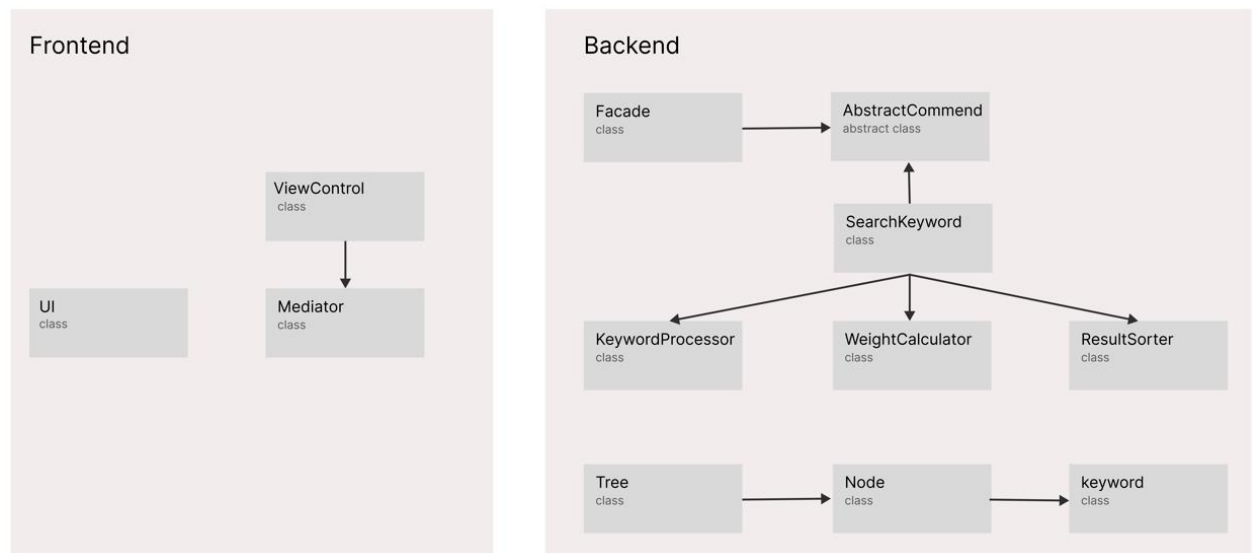 Frontend
ViewControl
class
UI
class
Mediator
class
Backend
Facade
class
AbstractCommend
abstract class
SearchKeyword
class
KeywordProcessor
class
WeightCalculator
class
ResultSorter
class
Tree
class
Node
class
keyword
class